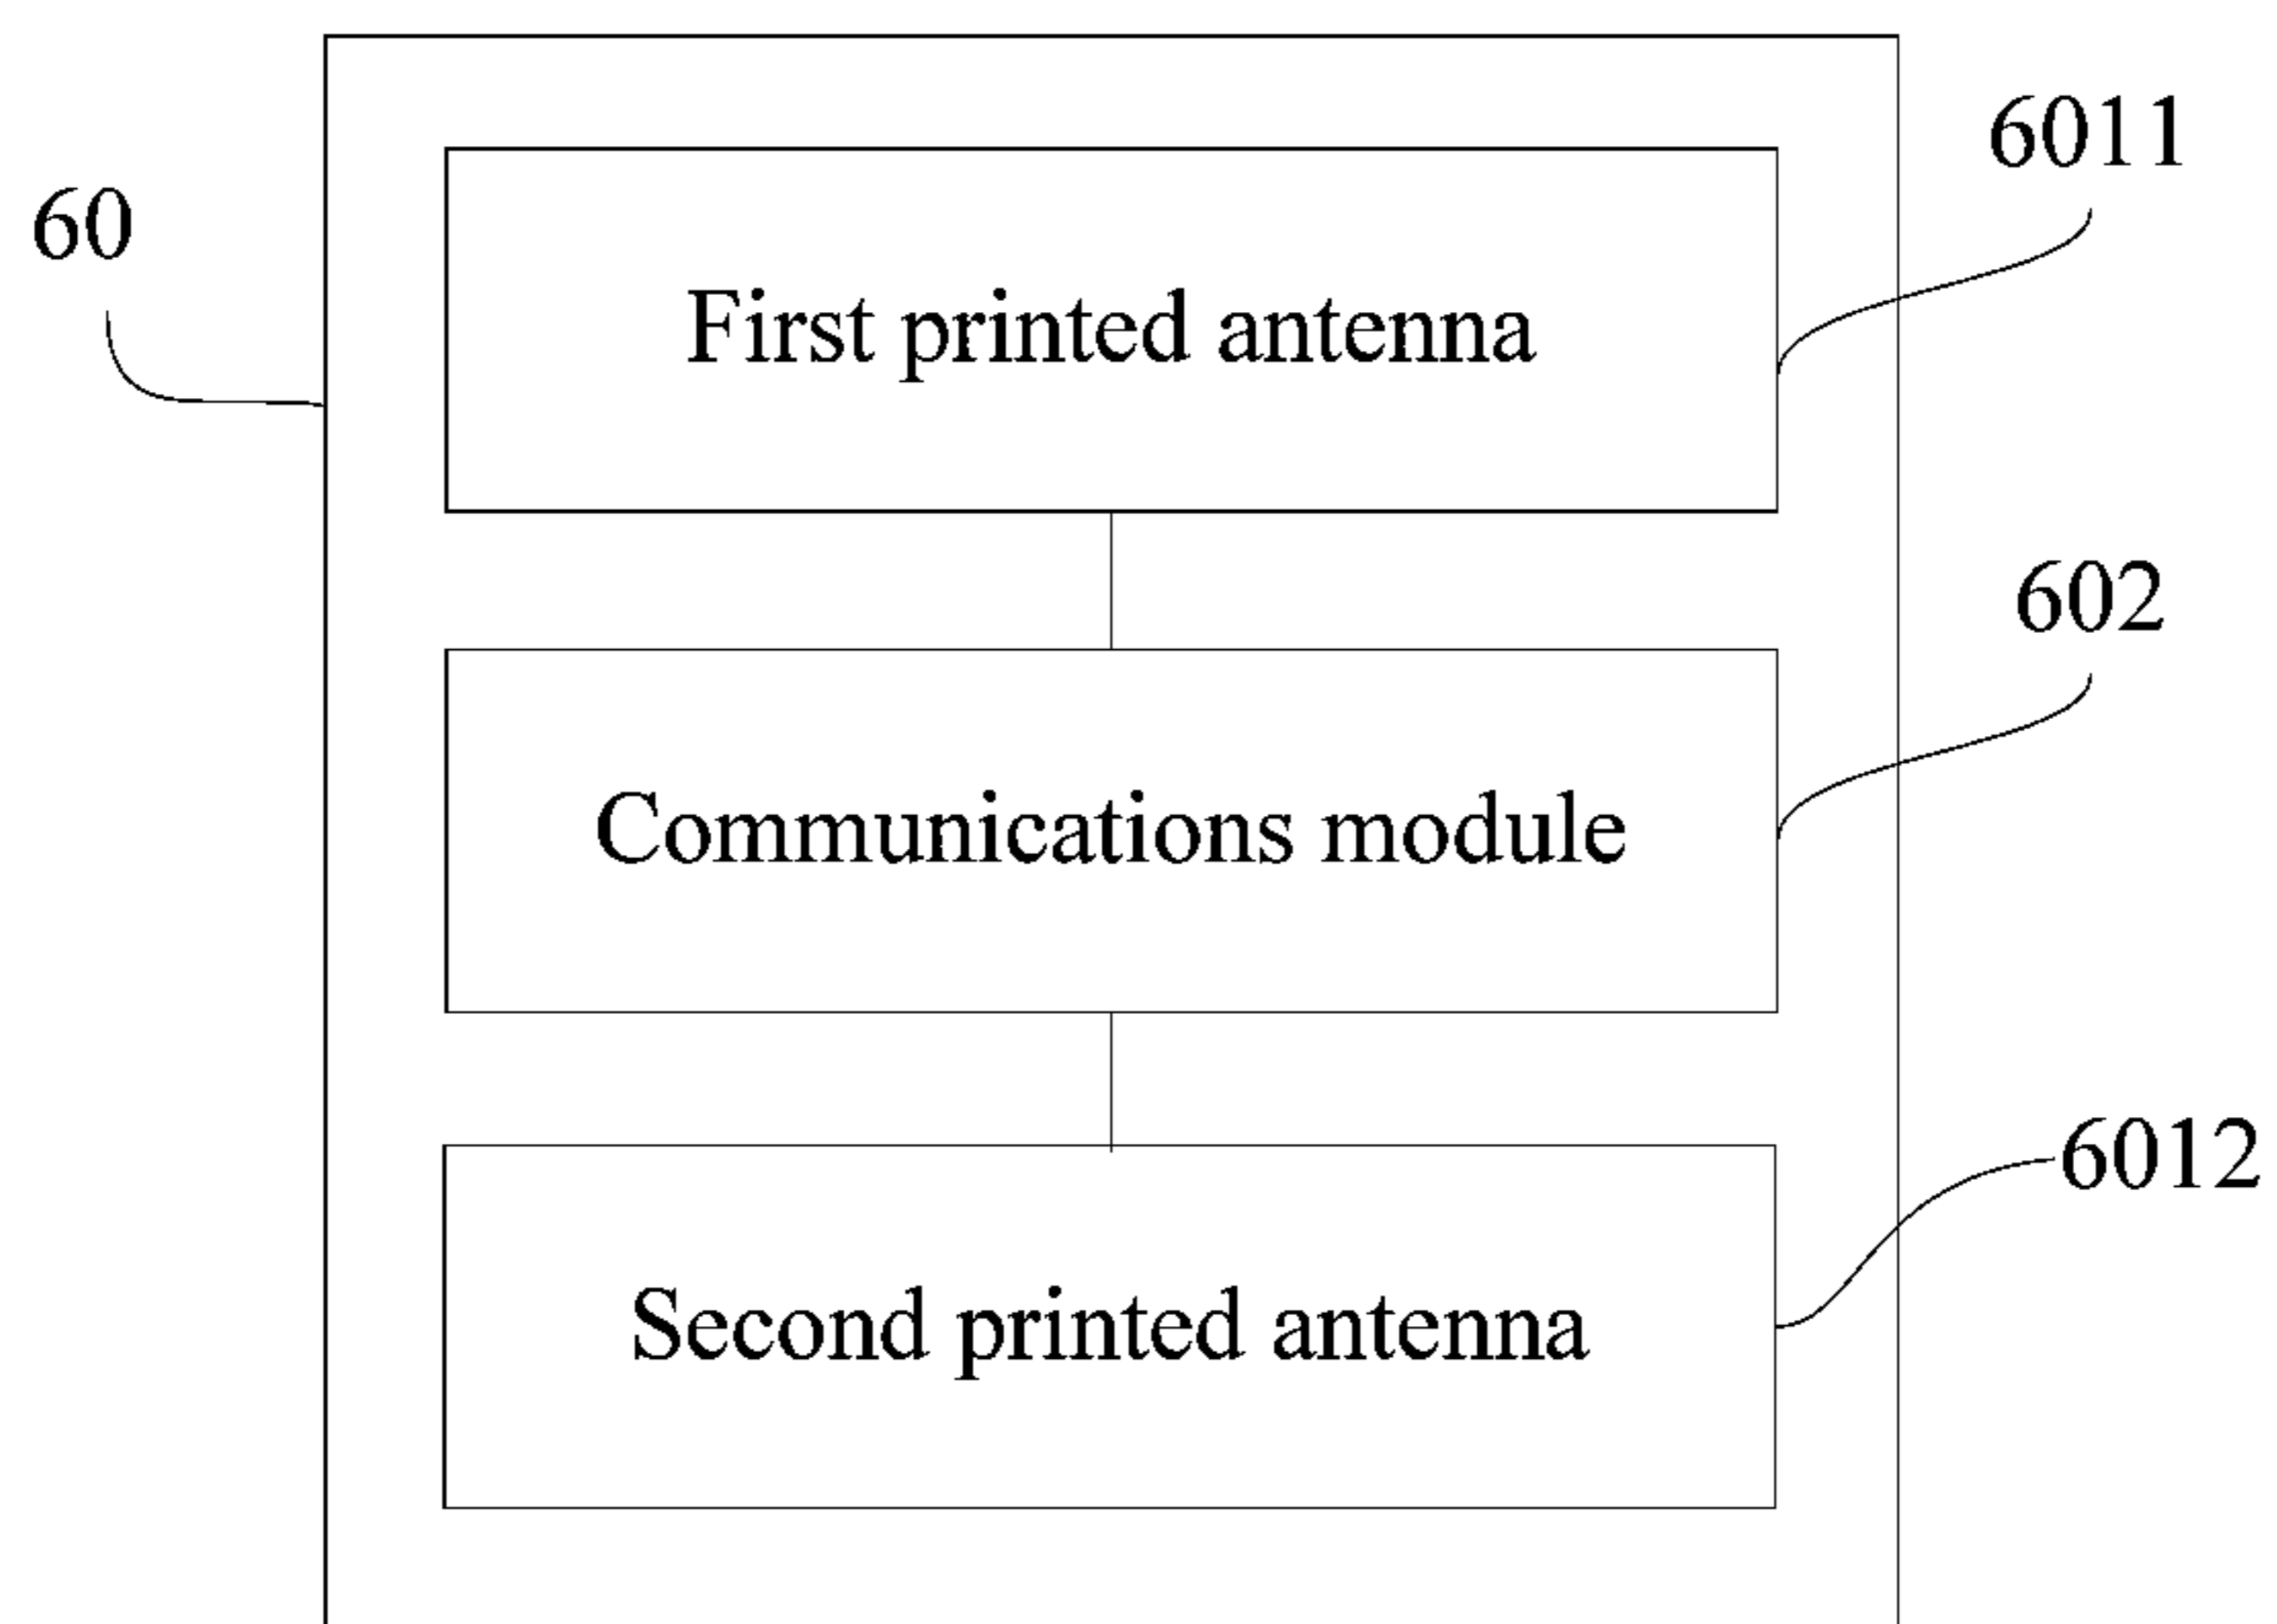 6011
60
First printed antenna
602
Communications module
6012
Second printed antenna